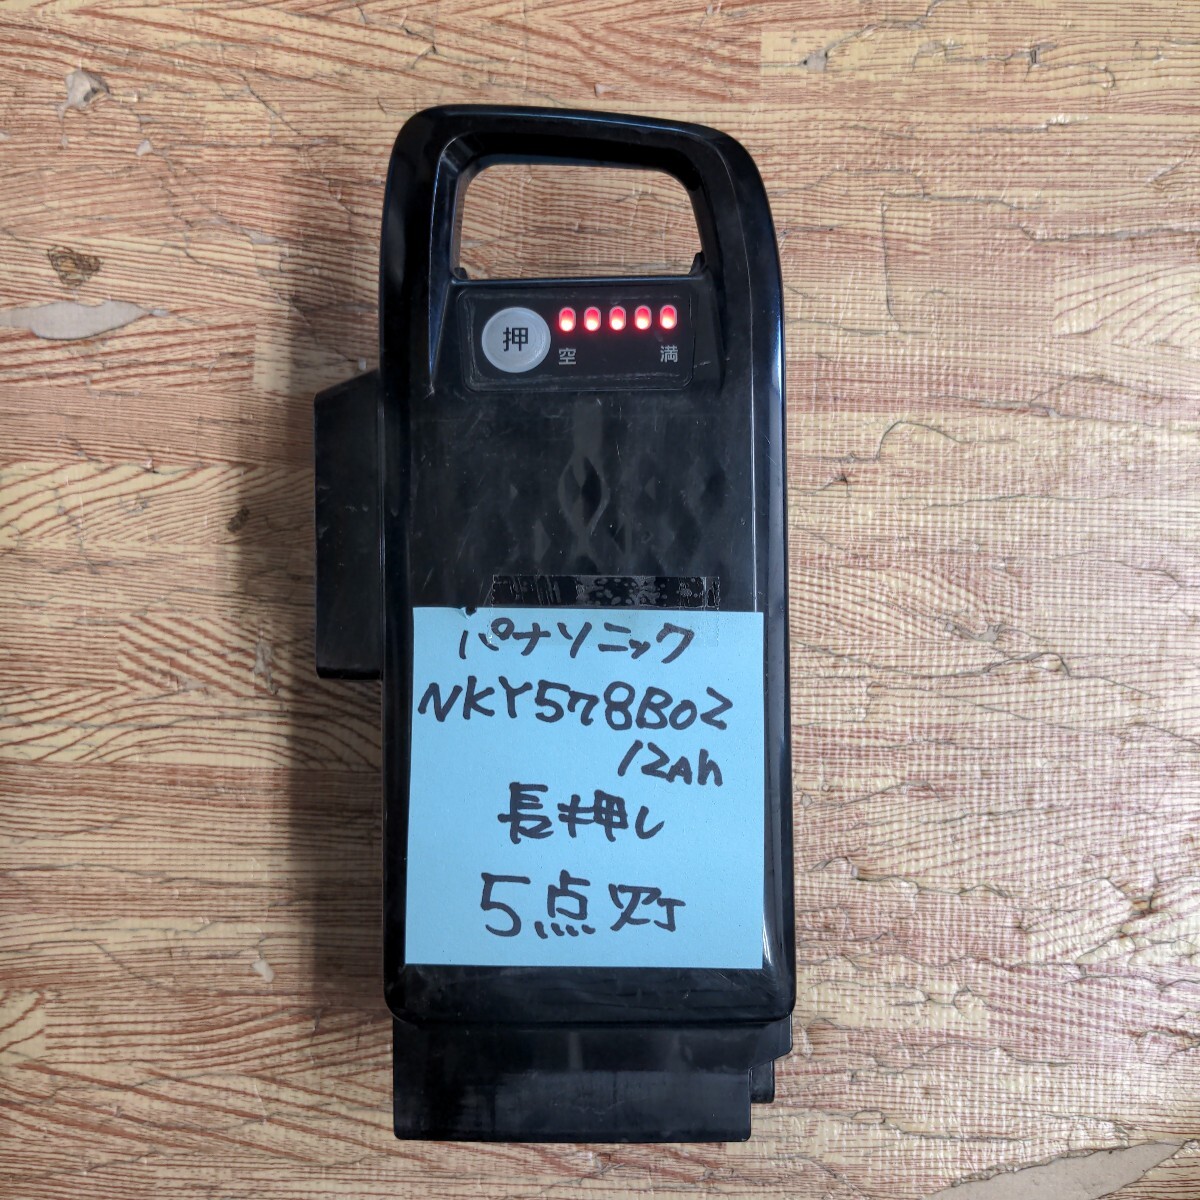 押
空 満
パナソニック
NKY578B02
12Ah
長押し
5点灯